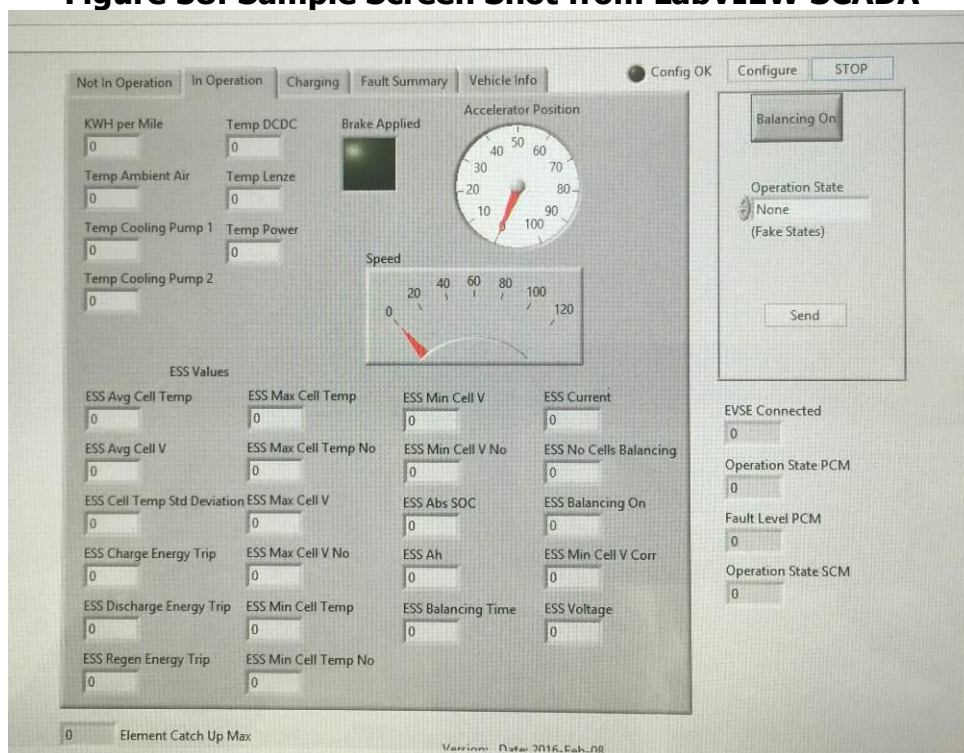 Figure 38: Sample Screen Shot from LabVIEW SCADA
Not In Operation In Operation Charging Fault Summary Vehicle Info
Config OK
Configure STOP
KWH per Mile
0
Temp DCDC
0
Brake Applied
Accelerator Position
0 10 20 30 40 50 60 70 80 90 100
Balancing On
Temp Ambient Air
0
Temp Lenze
0
Operation State
None
(Fake States)
Temp Cooling Pump 1
0
Temp Power
0
Temp Cooling Pump 2
0
Speed
0 20 40 60 80 100 120
Send
ESS Values
ESS Avg Cell Temp
0
ESS Max Cell Temp
0
ESS Min Cell V
0
ESS Current
0
ESS Avg Cell V
0
ESS Max Cell Temp No
0
ESS Min Cell V No
0
ESS No Cells Balancing
0
ESS Cell Temp Std Deviation
0
ESS Max Cell V
0
ESS Abs SOC
0
ESS Balancing On
0
ESS Charge Energy Trip
0
ESS Max Cell V No
0
ESS Ah
0
ESS Min Cell V Corr
0
ESS Discharge Energy Trip
0
ESS Min Cell Temp
0
ESS Balancing Time
0
ESS Voltage
0
ESS Regen Energy Trip
0
ESS Min Cell Temp No
0
EVSE Connected
0
Operation State PCM
0
Fault Level PCM
0
Operation State SCM
0
0 Element Catch Up Max
Version: Date: 2016-Feb-08